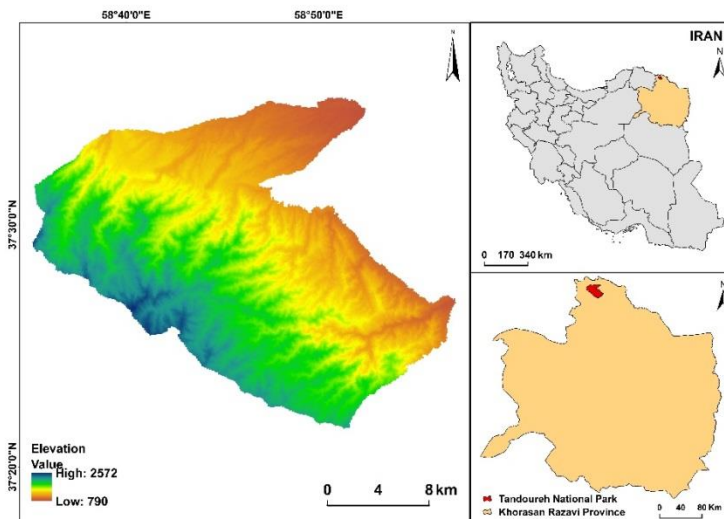 58°40'0"E
58°50'0"E
N
37°30'0"N
37°20'0"N
Elevation
Value
High: 2572
Low: 790
0 4 8 km
IRAN
N
0 170 340 km
N
Tandoureh National Park
Khorasan Razavi Province
0 40 80 Km